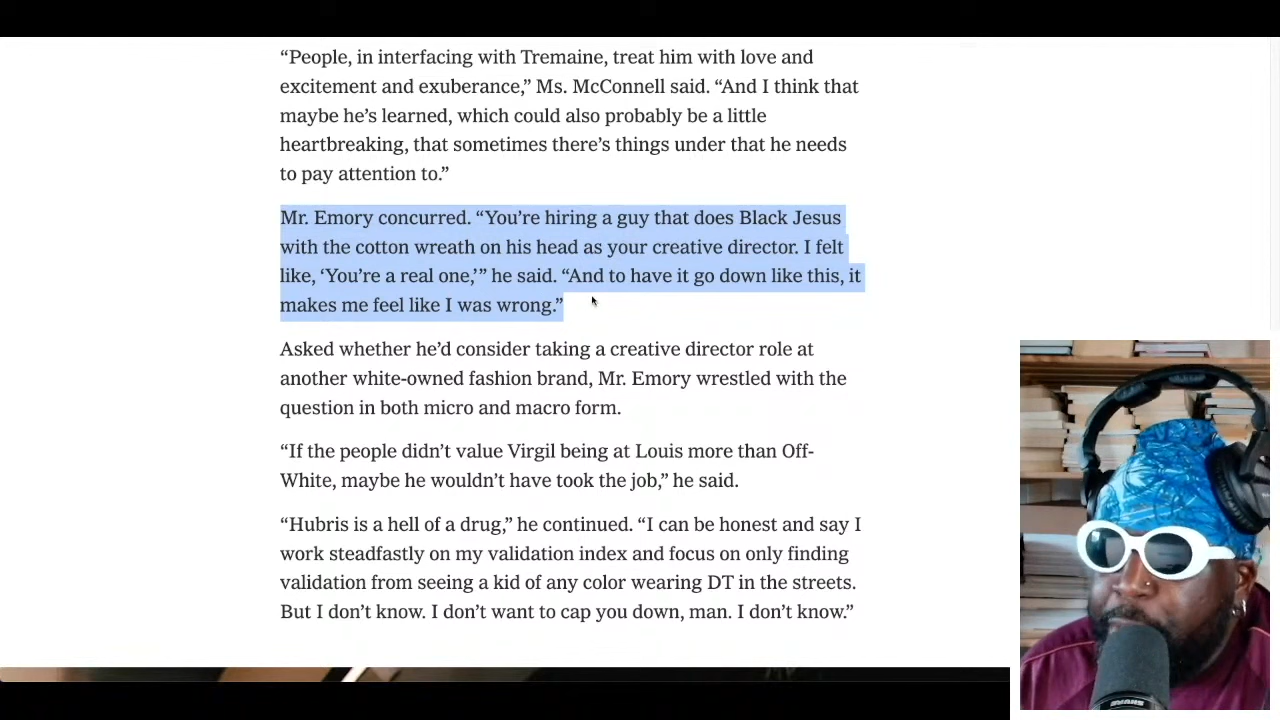 “People, in interfacing with Tremaine, treat him with love and
excitement and exuberance,” Ms. McConnell said. “And I think that
maybe he’s learned, which could also probably be a little
heartbreaking, that sometimes there’s things under that he needs
to pay attention to.”
Mr. Emory concurred. “You’re hiring a guy that does Black Jesus
with the cotton wreath on his head as your creative director. I felt
like, ‘You’re a real one,’” he said. “And to have it go down like this, it
makes me feel like I was wrong.”
Asked whether he’d consider taking a creative director role at
another white-owned fashion brand, Mr. Emory wrestled with the
question in both micro and macro form.
“If the people didn’t value Virgil being at Louis more than Off-
White, maybe he wouldn’t have took the job,” he said.
“Hubris is a hell of a drug,” he continued. “I can be honest and say I
work steadfastly on my validation index and focus on only finding
validation from seeing a kid of any color wearing DT in the streets.
But I don’t know. I don’t want to cap you down, man. I don’t know.”
SHURE